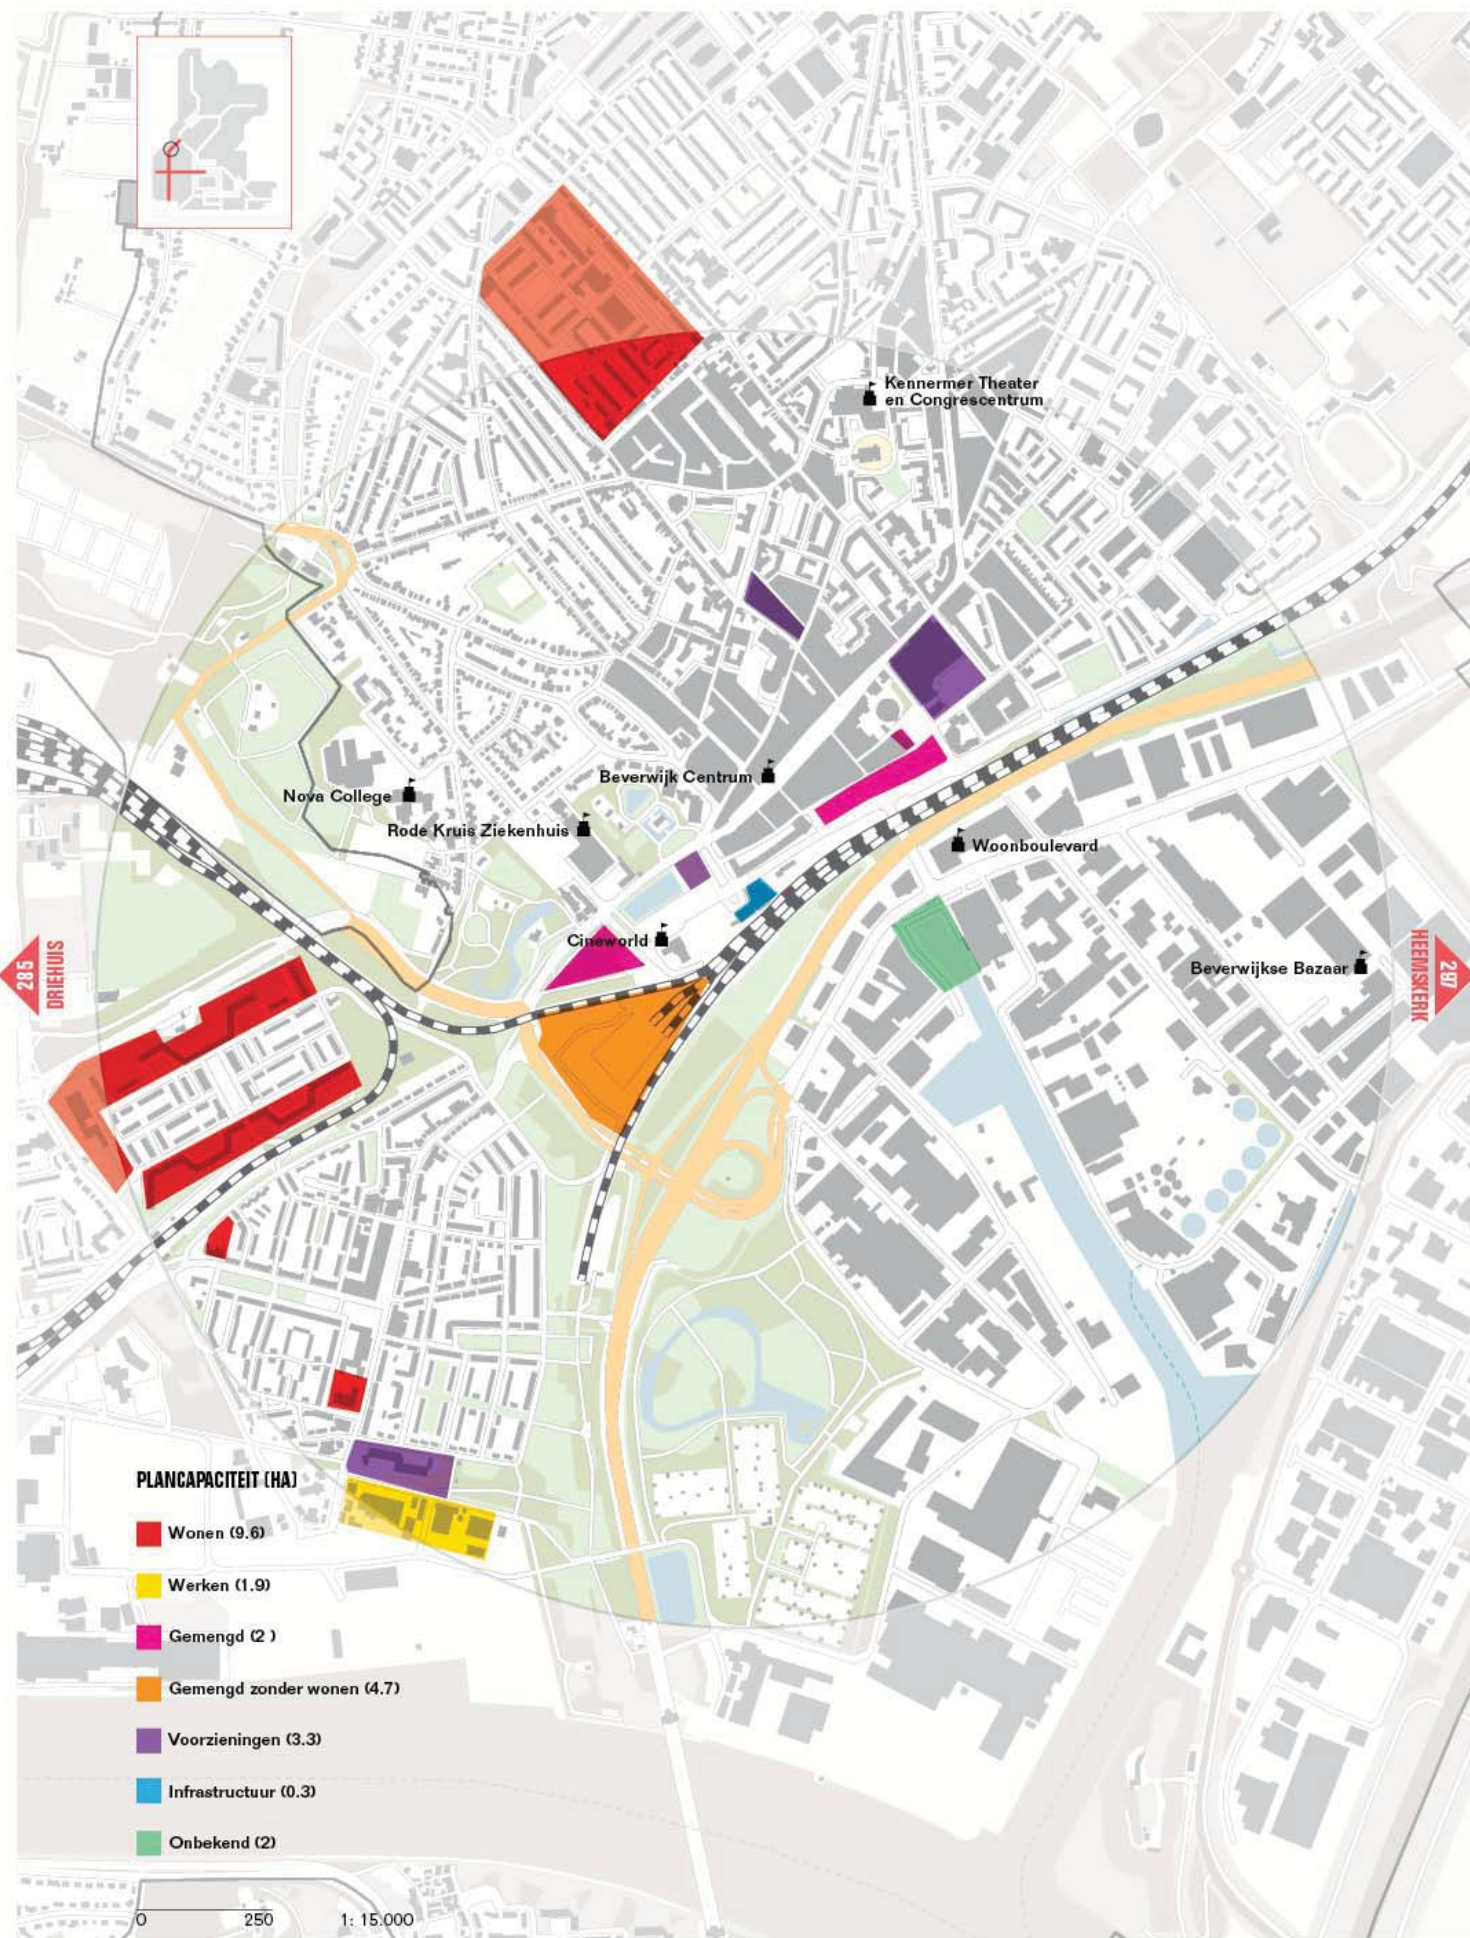 Kennermer Theater
en Congrescentrum
Beverwijk Centrum
Nova College
Rode Kruis Ziekenhuis
Woonboulevard
Cineworld
Beverwijkse Bazaar
285
DRIEHUIS
HEEMSKERK
297
PLANCAPACITEIT (HA)
Wonen (9.6)
Werken (1.9)
Gemengd (2 )
Gemengd zonder wonen (4.7)
Voorzieningen (3.3)
Infrastructuur (0.3)
Onbekend (2)
0 250 1: 15.000